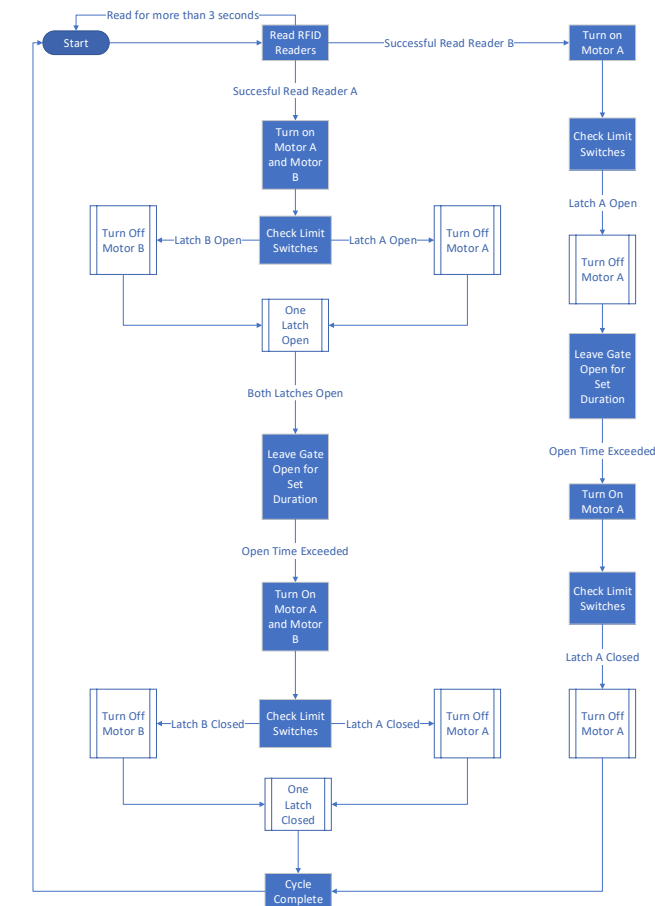 Read for more than 3 seconds
Start
Read RFID
Readers
Successful Read Reader B
Turn on
Motor A
Succesful Read Reader A
Turn on
Motor A
and Motor
B
Check Limit
Switches
Latch A Open
Turn Off
Motor B
Latch B Open
Check Limit
Switches
Latch A Open
Turn Off
Motor A
Turn Off
Motor A
One
Latch
Open
Leave Gate
Open for
Set
Duration
Both Latches Open
Leave Gate
Open for
Set
Duration
Open Time Exceeded
Turn On
Motor A
Open Time Exceeded
Turn On
Motor A
and Motor
B
Check Limit
Switches
Latch A Closed
Turn Off
Motor B
Latch B Closed
Check Limit
Switches
Latch A Closed
Turn Off
Motor A
Turn Off
Motor A
One
Latch
Closed
Cycle
Complete